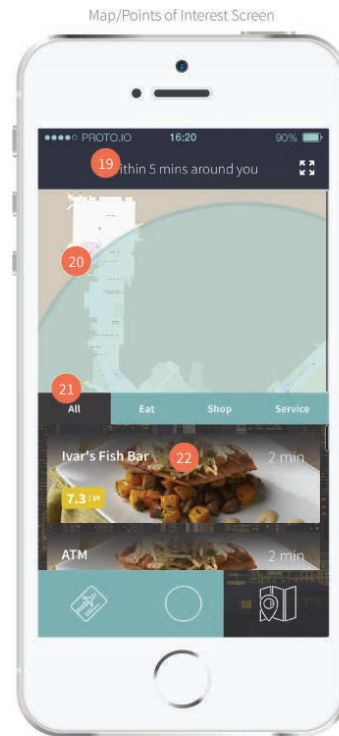 Map/Points of Interest Screen
PROTO.IO 16:20 90%
19 ithin 5 mins around you
20
21
All Eat Shop Service
Ivar's Fish Bar 22 2 min
7.3 / 10
ATM 2 min